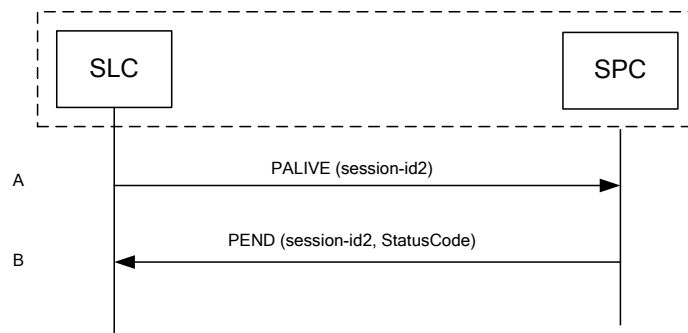 SLC
SPC
A
PALIVE (session-id2)
B
PEND (session-id2, StatusCode)